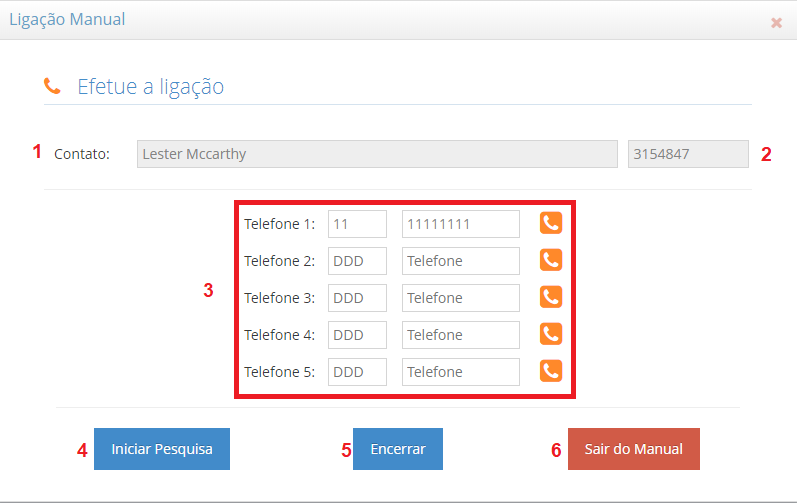 Ligação Manual
Efetue a ligação
1 Contato: Lester Mccarthy 3154847 2
Telefone 1: 11 11111111
Telefone 2: DDD Telefone
3 Telefone 3: DDD Telefone
Telefone 4: DDD Telefone
Telefone 5: DDD Telefone
4 Iniciar Pesquisa 5 Encerrar 6 Sair do Manual